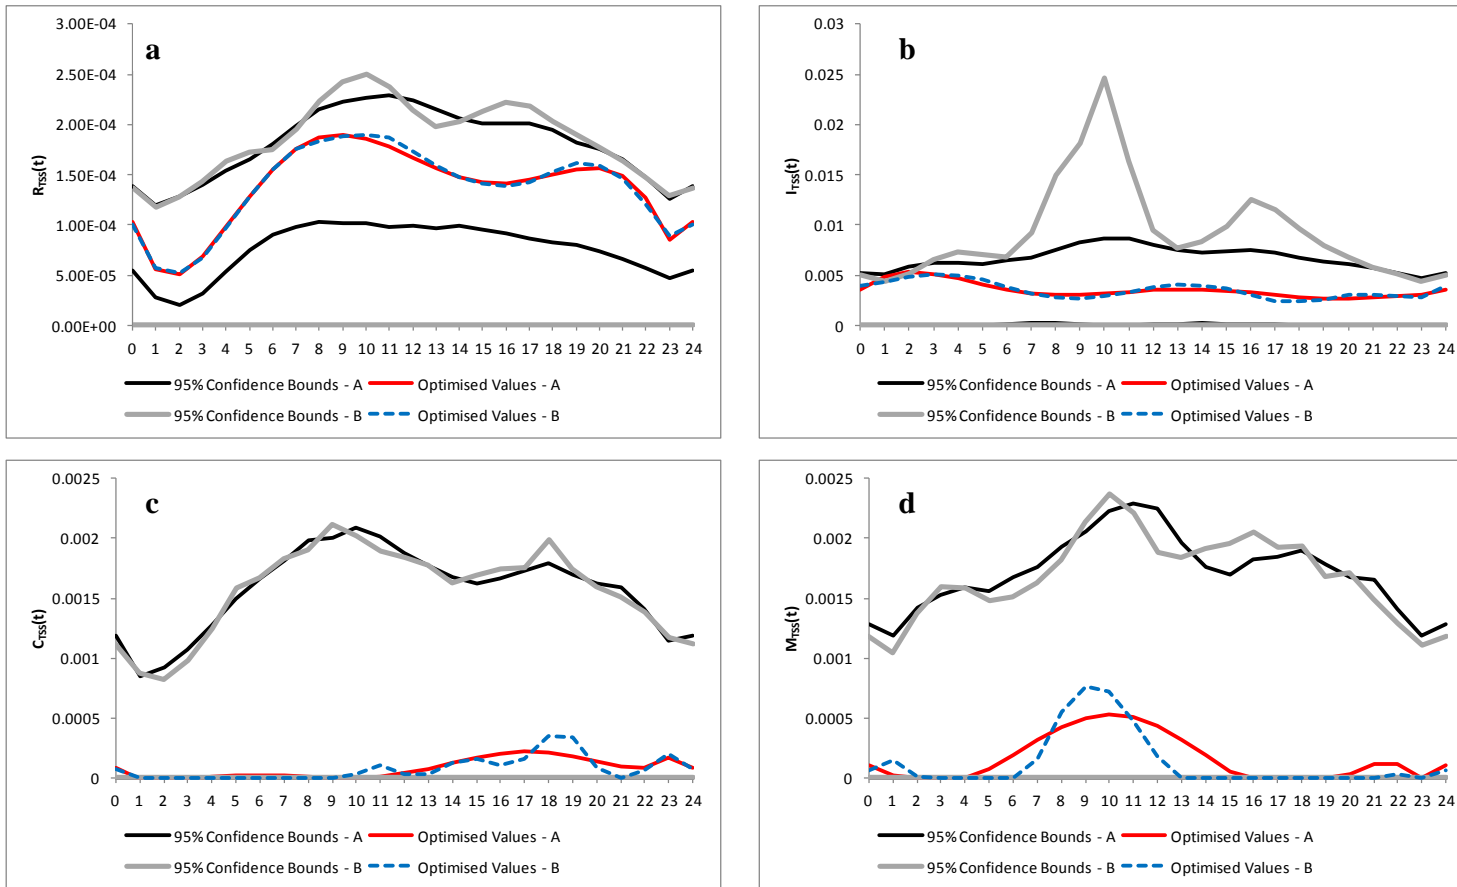 3.00E-04
2.50E-04
2.00E-04
1.50E-04
1.00E-04
5.00E-05
0.00E+00
RTSS(t)
a
0 1 2 3 4 5 6 7 8 9 10 11 12 13 14 15 16 17 18 19 20 21 22 23 24
95% Confidence Bounds - A Optimised Values - A
95% Confidence Bounds - B Optimised Values - B
0.03
0.025
0.02
0.015
0.01
0.005
0
ITSS(t)
b
0 1 2 3 4 5 6 7 8 9 10 11 12 13 14 15 16 17 18 19 20 21 22 23 24
95% Confidence Bounds - A Optimised Values - A
95% Confidence Bounds - B Optimised Values - B
0.0025
0.002
0.0015
0.001
0.0005
0
CTSS(t)
c
0 1 2 3 4 5 6 7 8 9 10 11 12 13 14 15 16 17 18 19 20 21 22 23 24
95% Confidence Bounds - A Optimised Values - A
95% Confidence Bounds - B Optimised Values - B
0.0025
0.002
0.0015
0.001
0.0005
0
MTSS(t)
d
0 1 2 3 4 5 6 7 8 9 10 11 12 13 14 15 16 17 18 19 20 21 22 23 24
95% Confidence Bounds - A Optimised Values - A
95% Confidence Bounds - B Optimised Values - B